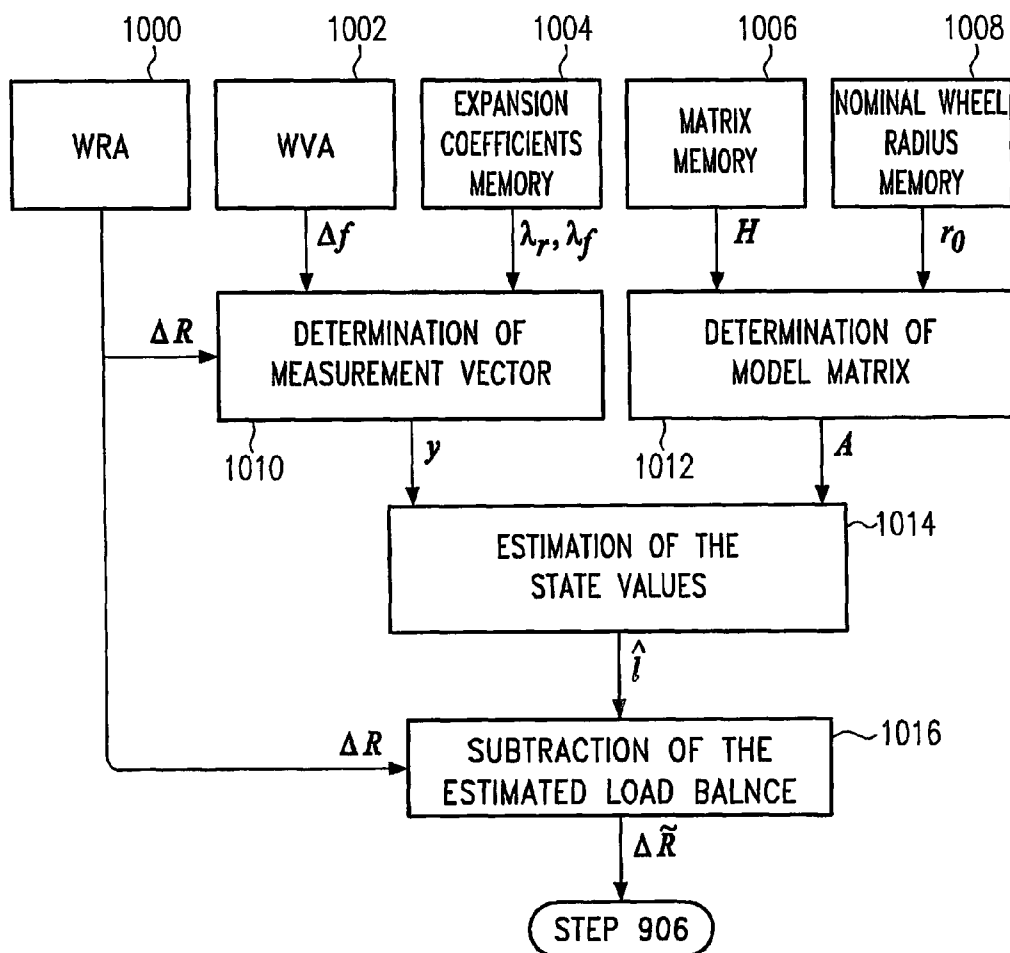 1000
1002
1004
1006
1008
WRA
WVA
EXPANSION
COEFFICIENTS
MEMORY
MATRIX
MEMORY
NOMINAL WHEEL
RADIUS
MEMORY
Δf
λr, λf
H
r0
ΔR
DETERMINATION OF
MEASUREMENT VECTOR
DETERMINATION OF
MODEL MATRIX
1010
y
1012
A
ESTIMATION OF THE
STATE VALUES
1014
l̂
ΔR
SUBTRACTION OF THE
ESTIMATED LOAD BALNCE
1016
ΔR̃
STEP 906